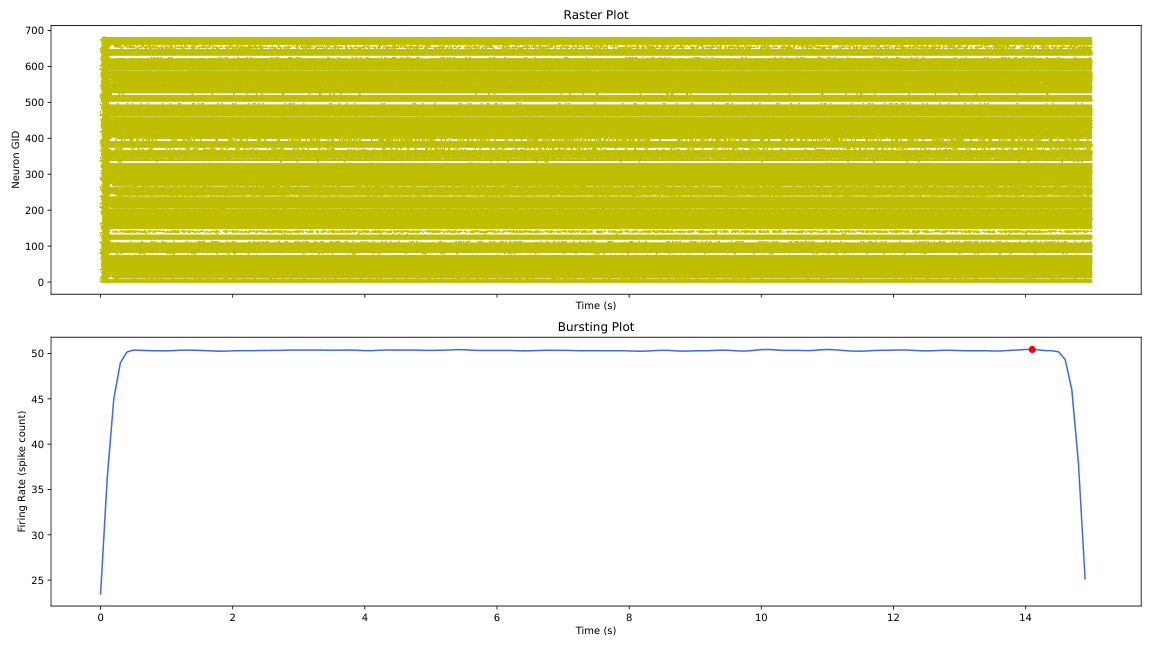 Raster Plot
700
600
500
400
300
200
100
0
Neuron GID
Time (s)
Bursting Plot
50
45
40
35
30
25
Firing Rate (spike count)
0 2 4 6 8 10 12 14
Time (s)